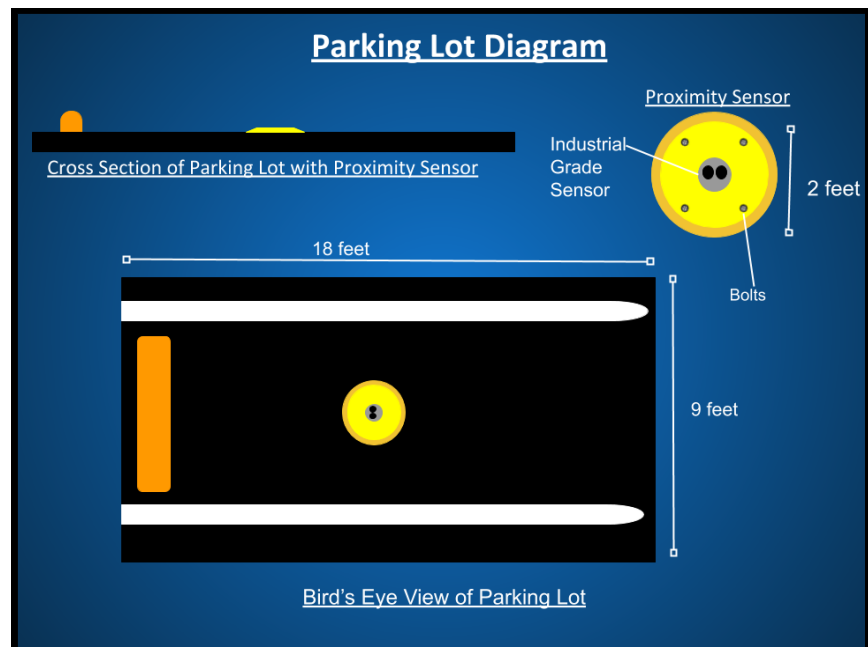 Parking Lot Diagram
Proximity Sensor
Industrial
Grade
Sensor
2 feet
Bolts
Cross Section of Parking Lot with Proximity Sensor
18 feet
9 feet
Bird's Eye View of Parking Lot